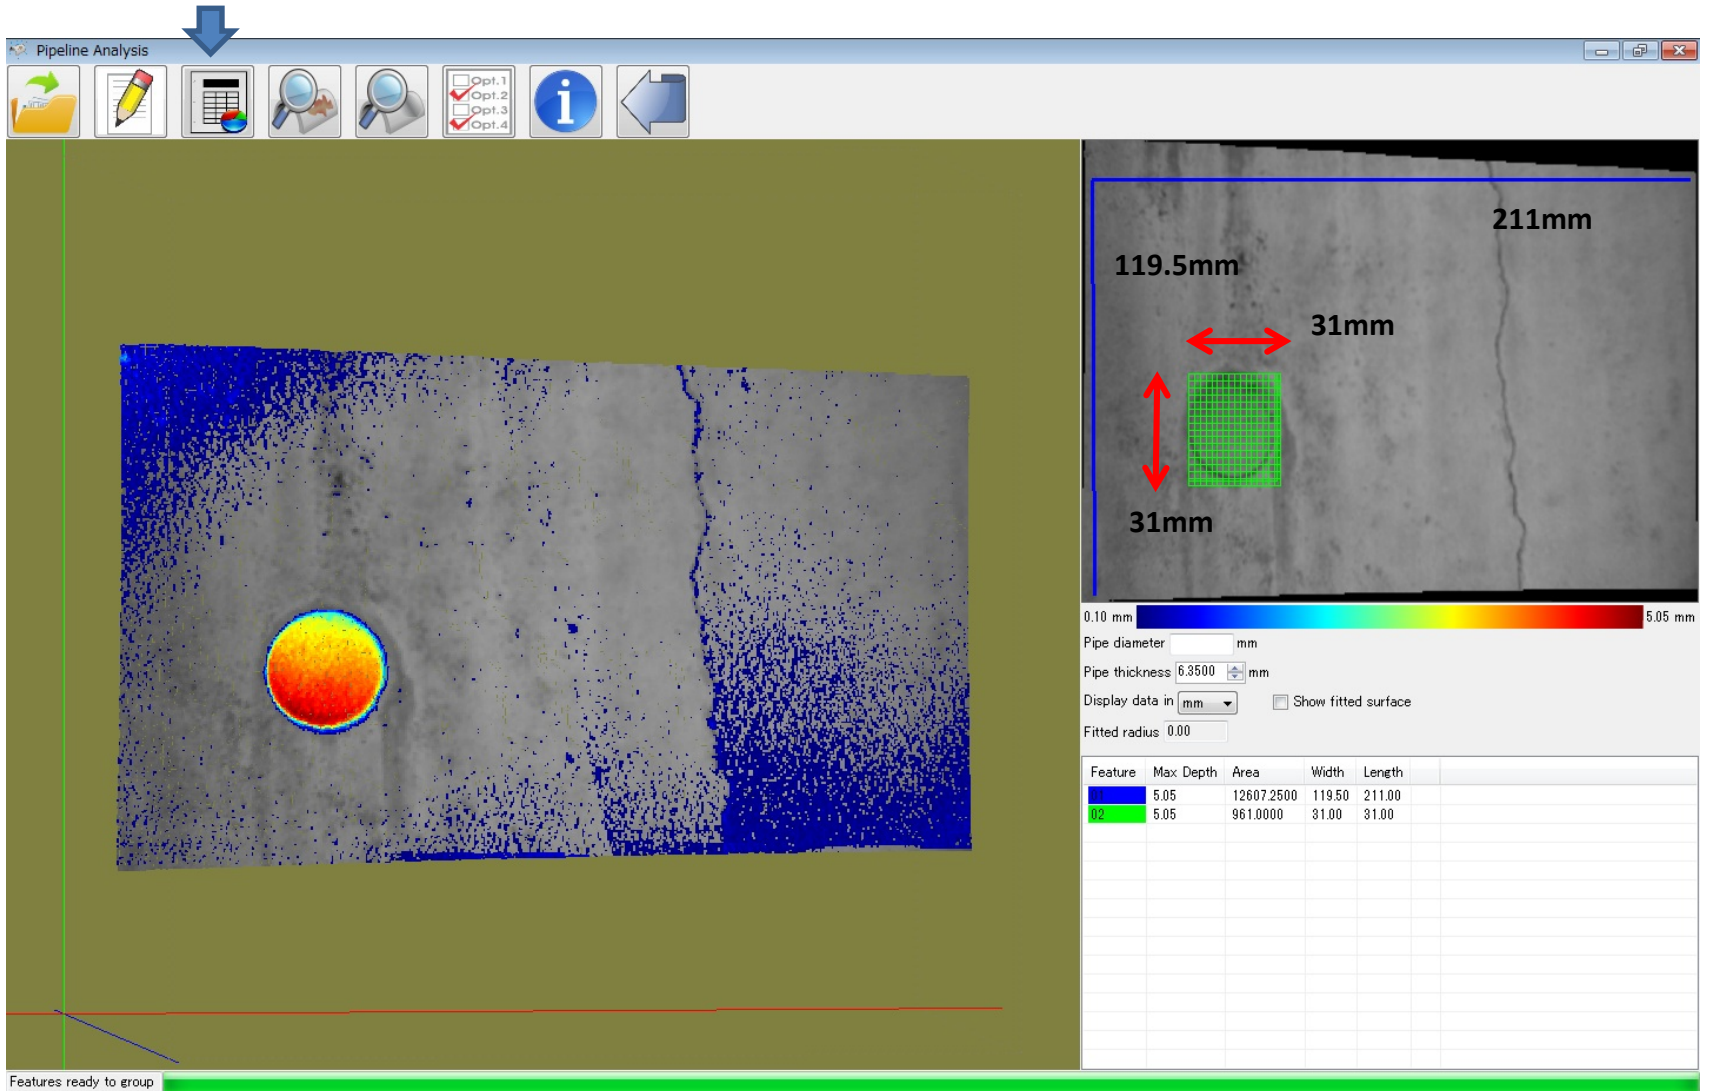 Pipeline Analysis
Opt.1
Opt.2
Opt.3
Opt.4
211mm
119.5mm
31mm
31mm
0.10 mm
5.05 mm
Pipe diameter mm
Pipe thickness 6.3500 mm
Display data in mm Show fitted surface
Fitted radius 0.00
Feature Max Depth Area Width Length
01 5.05 12607.2500 119.50 211.00
02 5.05 961.0000 31.00 31.00
Features ready to group